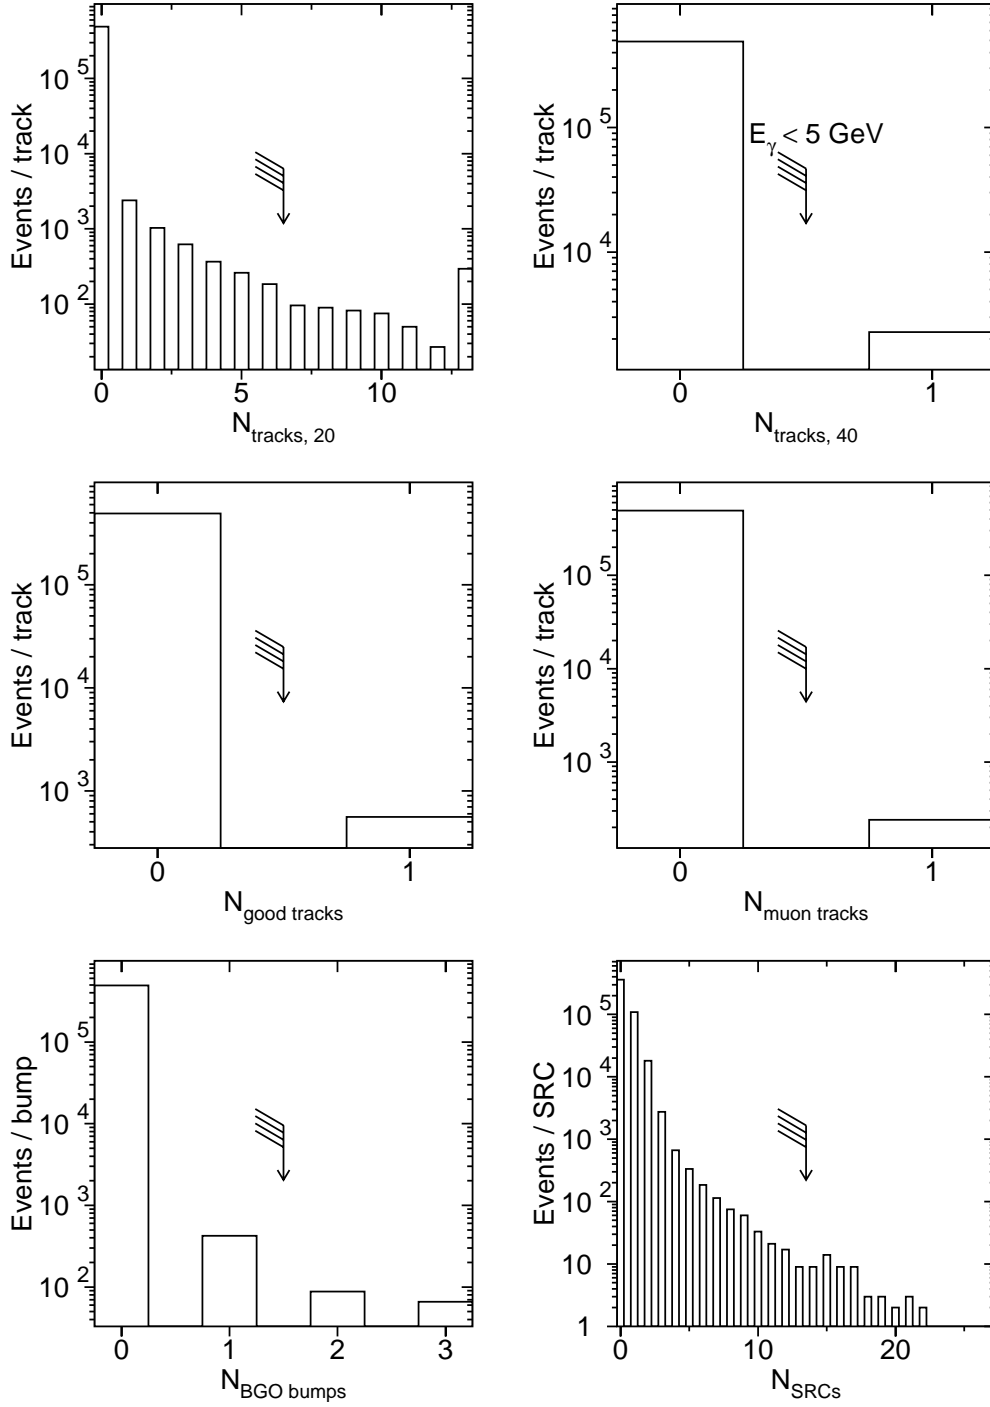 Events / track
10^5
10^4
10^3
10^2
0 5 10
N_tracks, 20
Events / track
10^5
10^4
E_γ < 5 GeV
0 1
N_tracks, 40
Events / track
10^5
10^4
10^3
0 1
N_good tracks
Events / track
10^5
10^4
10^3
0 1
N_muon tracks
Events / bump
10^5
10^4
10^3
10^2
0 1 2 3
N_BGO bumps
Events / SRC
10^5
10^4
10^3
10^2
10
1
0 10 20
N_SRCs